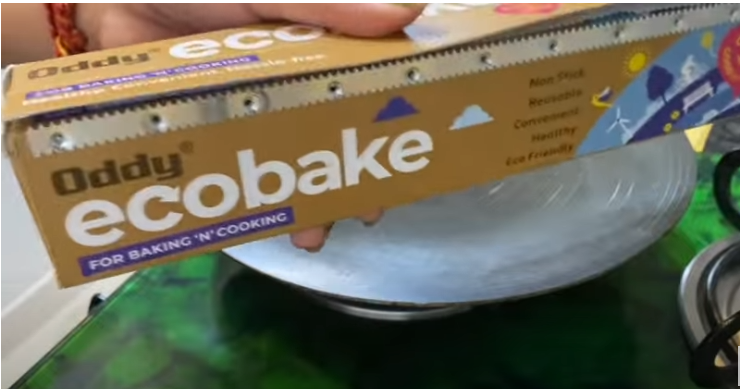 Oddy
eco
FOR BAKING 'N' COOKING
Oddy®
ecobake
FOR BAKING 'N' COOKING
Non Stick
Reusable
Convenient
Healthy
Eco Friendly